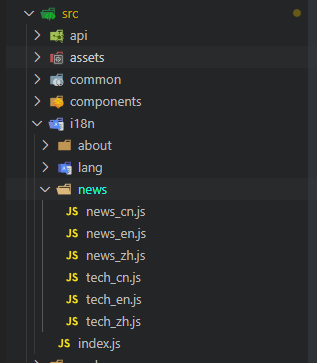 src
api
assets
common
components
i18n
about
lang
news
JS news_cn.js
JS news_en.js
JS news_zh.js
JS tech_cn.js
JS tech_en.js
JS tech_zh.js
JS index.js